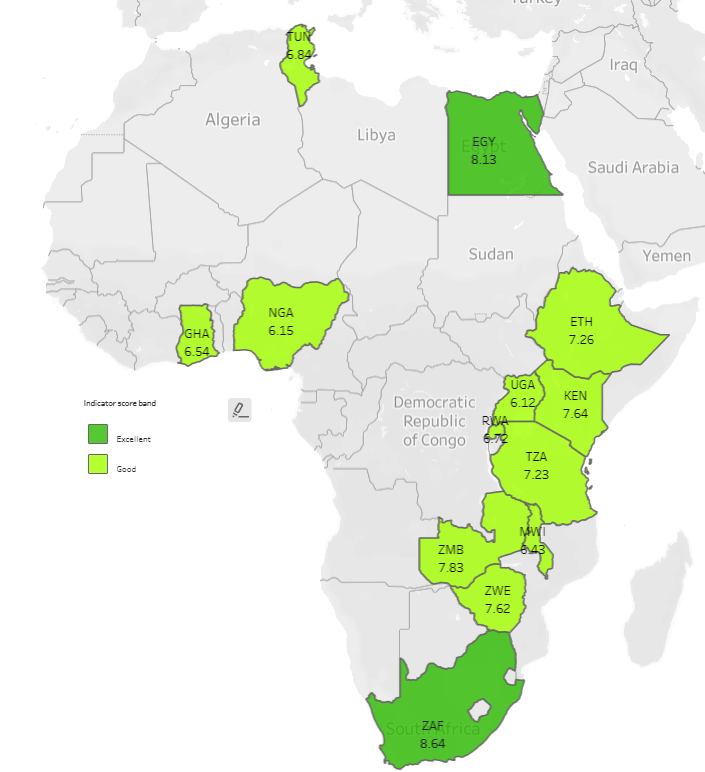 Turkey
TUN
6.84
Iraq
Algeria
Libya
EGY
Egypt
8.13
Saudi Arabia
Sudan
Yemen
NGA
6.15
GHA
6.54
ETH
7.26
UGA
6.12
KEN
7.64
Indicator score band
Excellent
Good
Democratic
Republic
of Congo
RWA
6.72
TZA
7.23
MWI
6.43
ZMB
7.83
ZWE
7.62
ZAF
South Africa
8.64